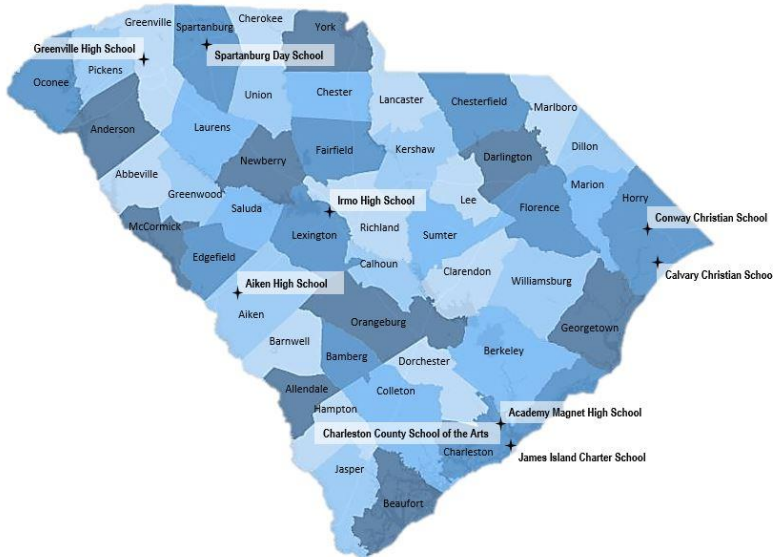 Greenville
Spartanburg
Cherokee
York
Greenville High School
Spartanburg Day School
Oconee
Pickens
Union
Chester
Lancaster
Chesterfield
Marlboro
Anderson
Laurens
Dillon
Newberry
Fairfield
Kershaw
Darlington
Abbeville
Greenwood
Marion
Lee
Irmo High School
Saluda
Florence
Horry
Conway Christian School
McCormick
Lexington
Richland
Sumter
Edgefield
Calhoun
Clarendon
Calvary Christian Schoo
Aiken High School
Williamsburg
Aiken
Orangeburg
Georgetown
Barnwell
Bamberg
Dorchester
Berkeley
Allendale
Colleton
Hampton
Academy Magnet High School
Charleston County School of the Arts
Charleston
James Island Charter School
Jasper
Beaufort